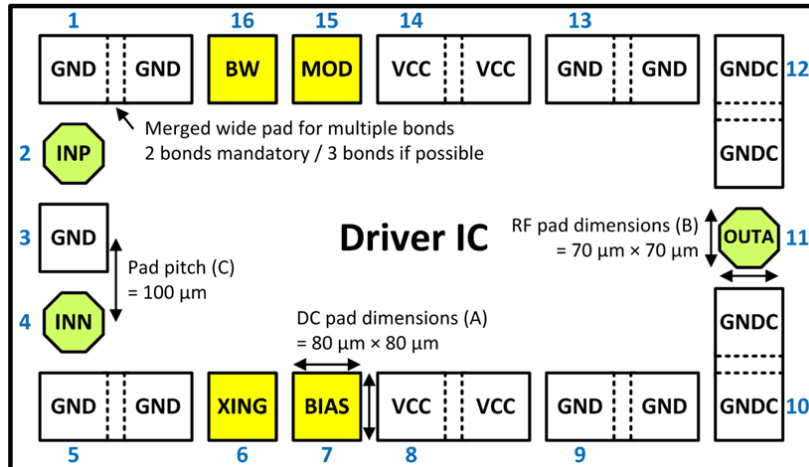 1 16 15 14 13
GND GND BW MOD VCC VCC GND GND GNDC 12
Merged wide pad for multiple bonds
2 bonds mandatory / 3 bonds if possible
2 INP GNDC
3 GND
Driver IC
RF pad dimensions (B)
= 70 µm × 70 µm
OUTA 11
Pad pitch (C)
= 100 µm
4 INN
DC pad dimensions (A)
= 80 µm × 80 µm
GNDC
GND GND XING BIAS VCC VCC GND GND GNDC 10
5 6 7 8 9